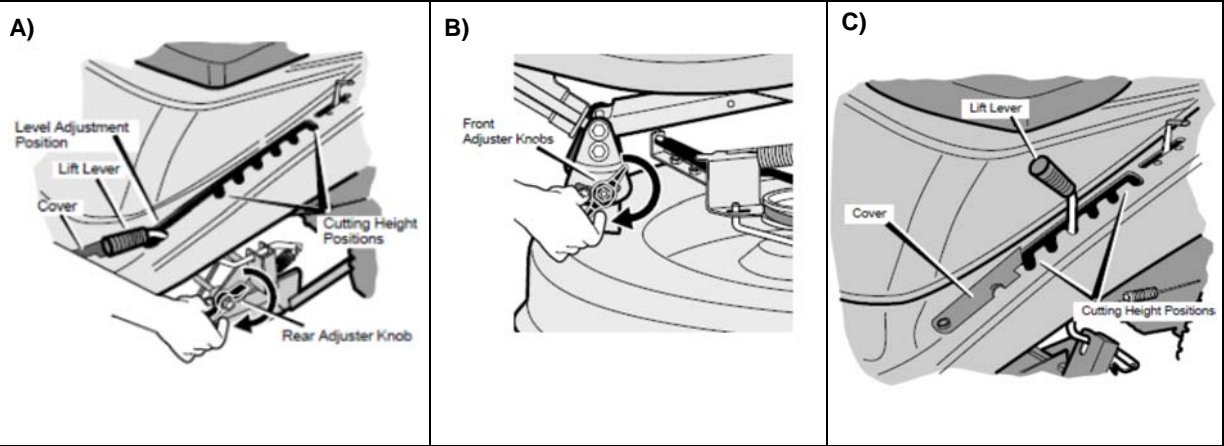 A)
Level Adjustment
Position
Lift Lever
Cover
Cutting Height
Positions
Rear Adjuster Knob
B)
Front
Adjuster Knobs
C)
Lift Lever
Cover
Cutting Height Positions